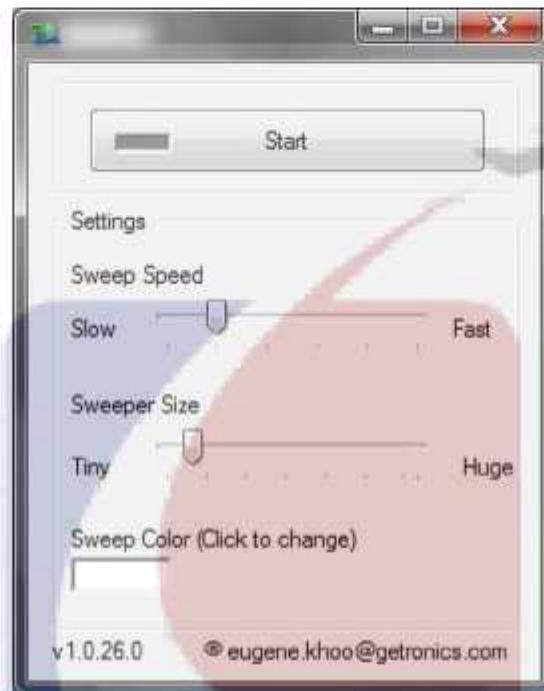 Start
Settings
Sweep Speed
Slow Fast
Sweeper Size
Tiny Huge
Sweep Color (Click to change)
v1.0.26.0 eugene.khoo@getronics.com